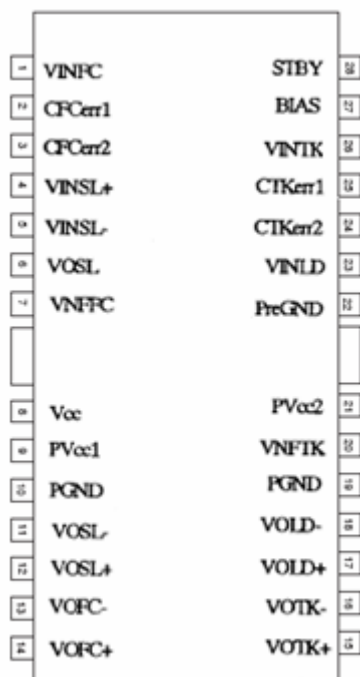 1 VINFC STBY 28
2 CFCerr1 BIAS 27
3 CFCerr2 VINTK 26
4 VINSL+ CTKerr1 25
5 VINSL- CTKerr2 24
6 VOSL VINLD 23
7 VNFFC PreGND 22
8 Vcc PVcc2 21
9 PVcc1 VNFTK 20
10 PGND PGND 19
11 VOSL- VOLD- 18
12 VOSL+ VOLD+ 17
13 VOFC- VOTK- 16
14 VOFC+ VOTK+ 15